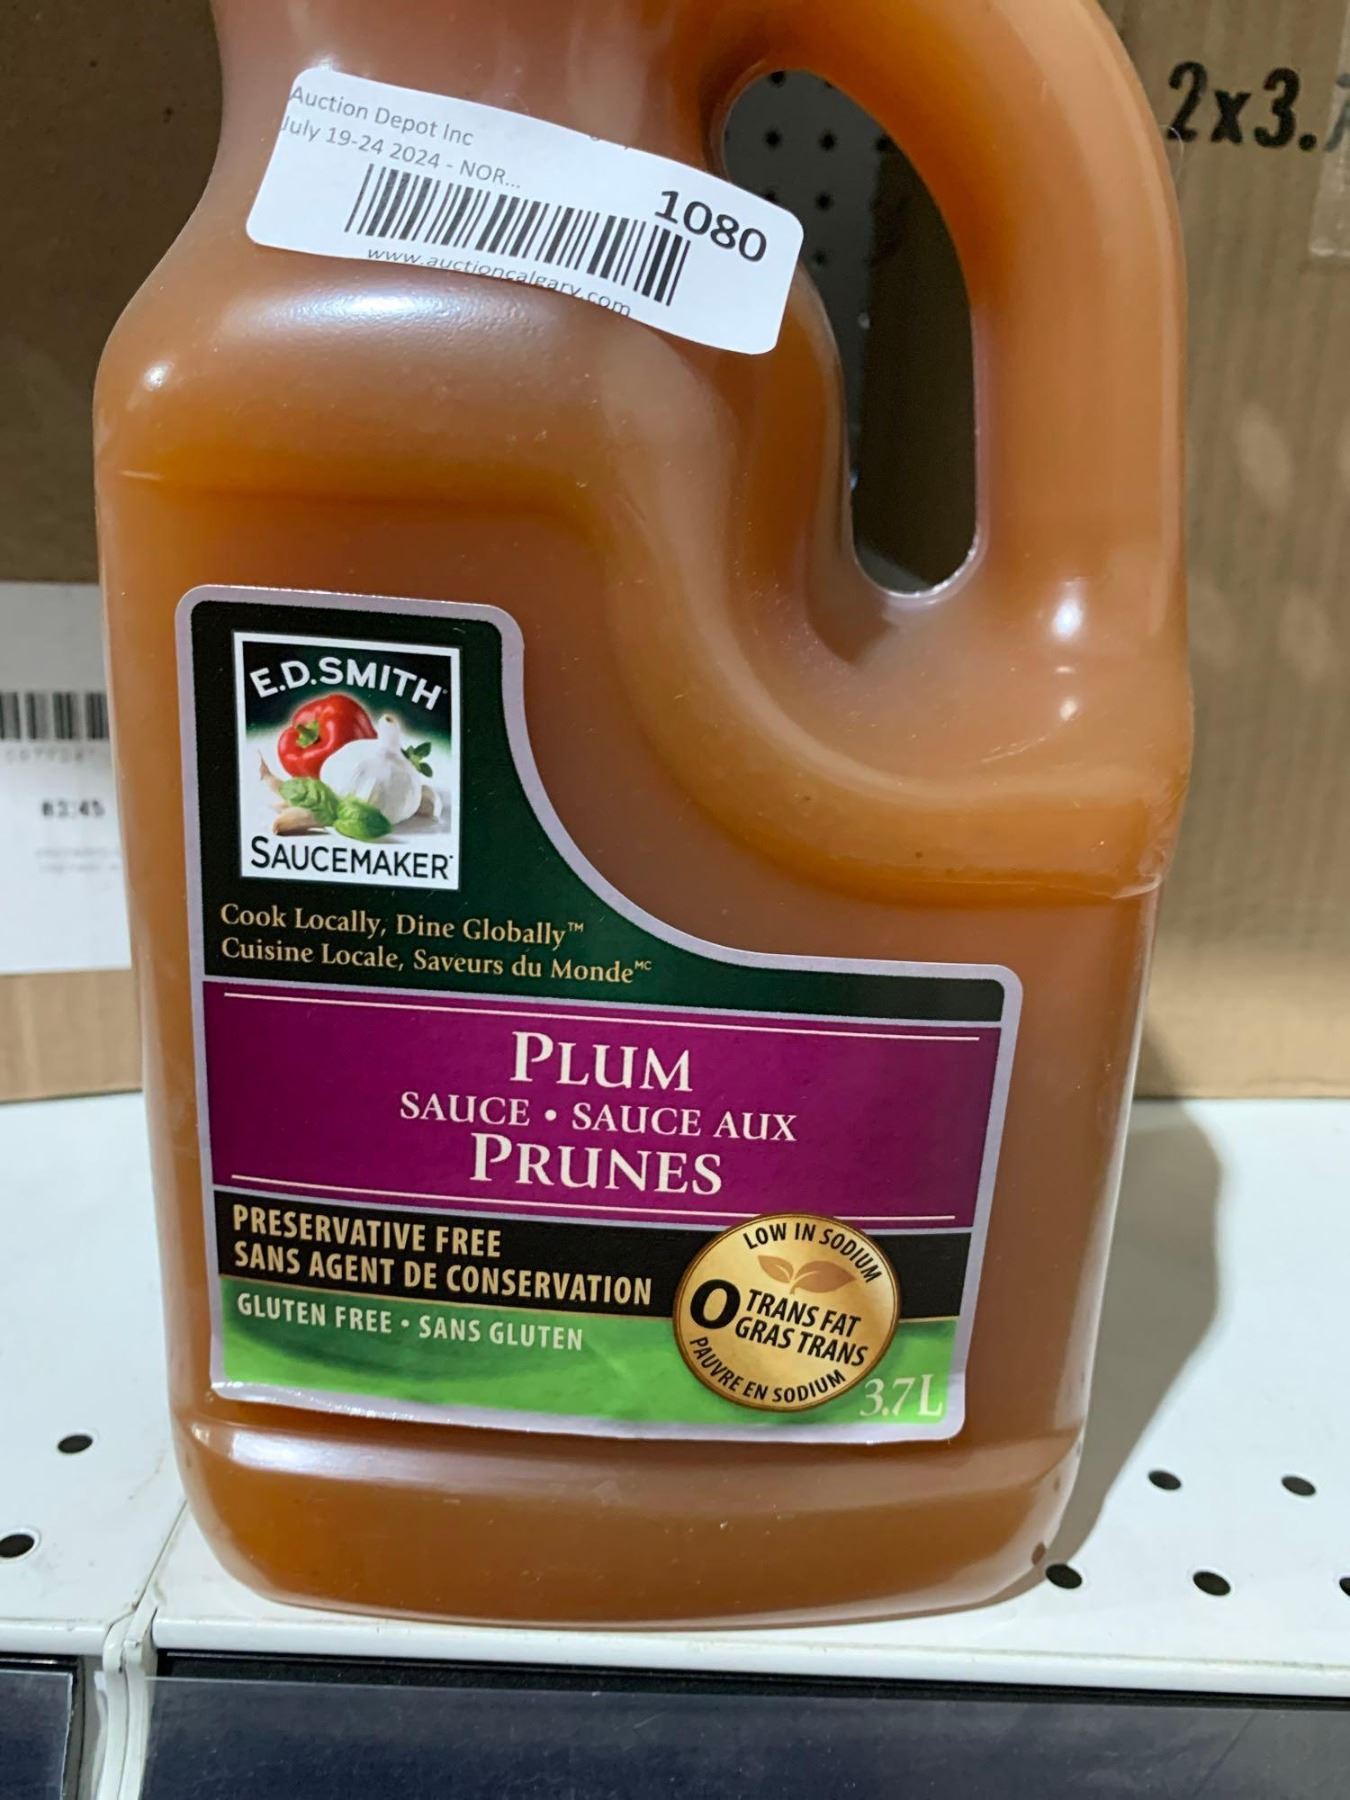 Auction Depot Inc
July 19-24 2024 - NOR...
1080
www.auctioncalgary.com
2x3.
E.D.SMITH
SAUCEMAKER
Cook Locally, Dine Globally™
Cuisine Locale, Saveurs du Monde MC
PLUM
SAUCE • SAUCE AUX
PRUNES
PRESERVATIVE FREE
SANS AGENT DE CONSERVATION
GLUTEN FREE • SANS GLUTEN
LOW IN SODIUM
0 TRANS FAT
GRAS TRANS
PAUVRE EN SODIUM
3.7L